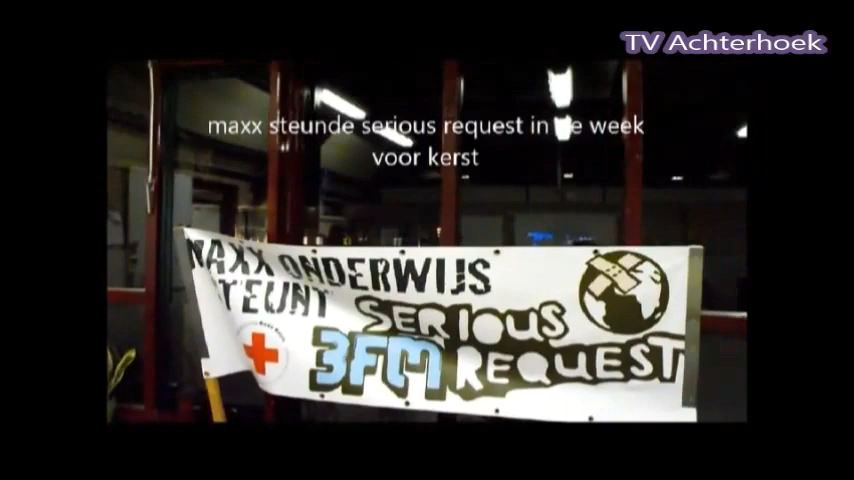 TV Achterhoek
maxx steunde serious request in de week
voor kerst
MAXX ONDERWIJS
STEUNT
SERIOUS
3FM REQUEST